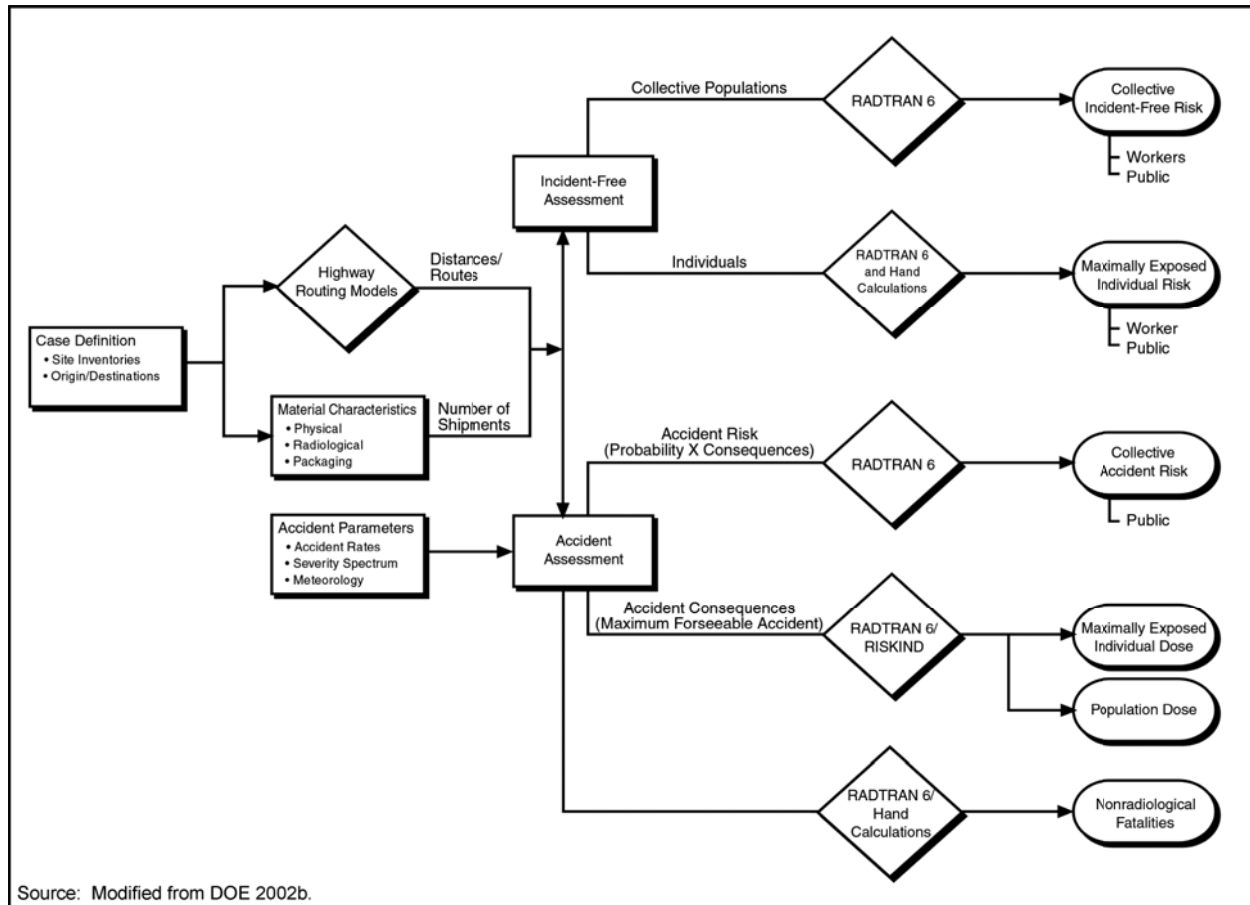 Case Definition
• Site Inventories
• Origin/Destinations
Highway
Routing Models
Distances/
Routes
Material Characteristics
• Physical
• Radiological
• Packaging
Number of
Shipments
Accident Parameters
• Accident Rates
• Severity Spectrum
• Meteorology
Incident-Free
Assessment
Collective Populations
RADTRAN 6
Collective
Incident-Free Risk
Workers
Public
Individuals
RADTRAN 6
and Hand
Calculations
Maximally Exposed
Individual Risk
Worker
Public
Accident
Assessment
Accident Risk
(Probability X Consequences)
RADTRAN 6
Collective
Accident Risk
Public
Accident Consequences
(Maximum Forseeable Accident)
RADTRAN 6/
RISKIND
Maximally Exposed
Individual Dose
Population Dose
RADTRAN 6/
Hand
Calculations
Nonradiological
Fatalities
Source: Modified from DOE 2002b.